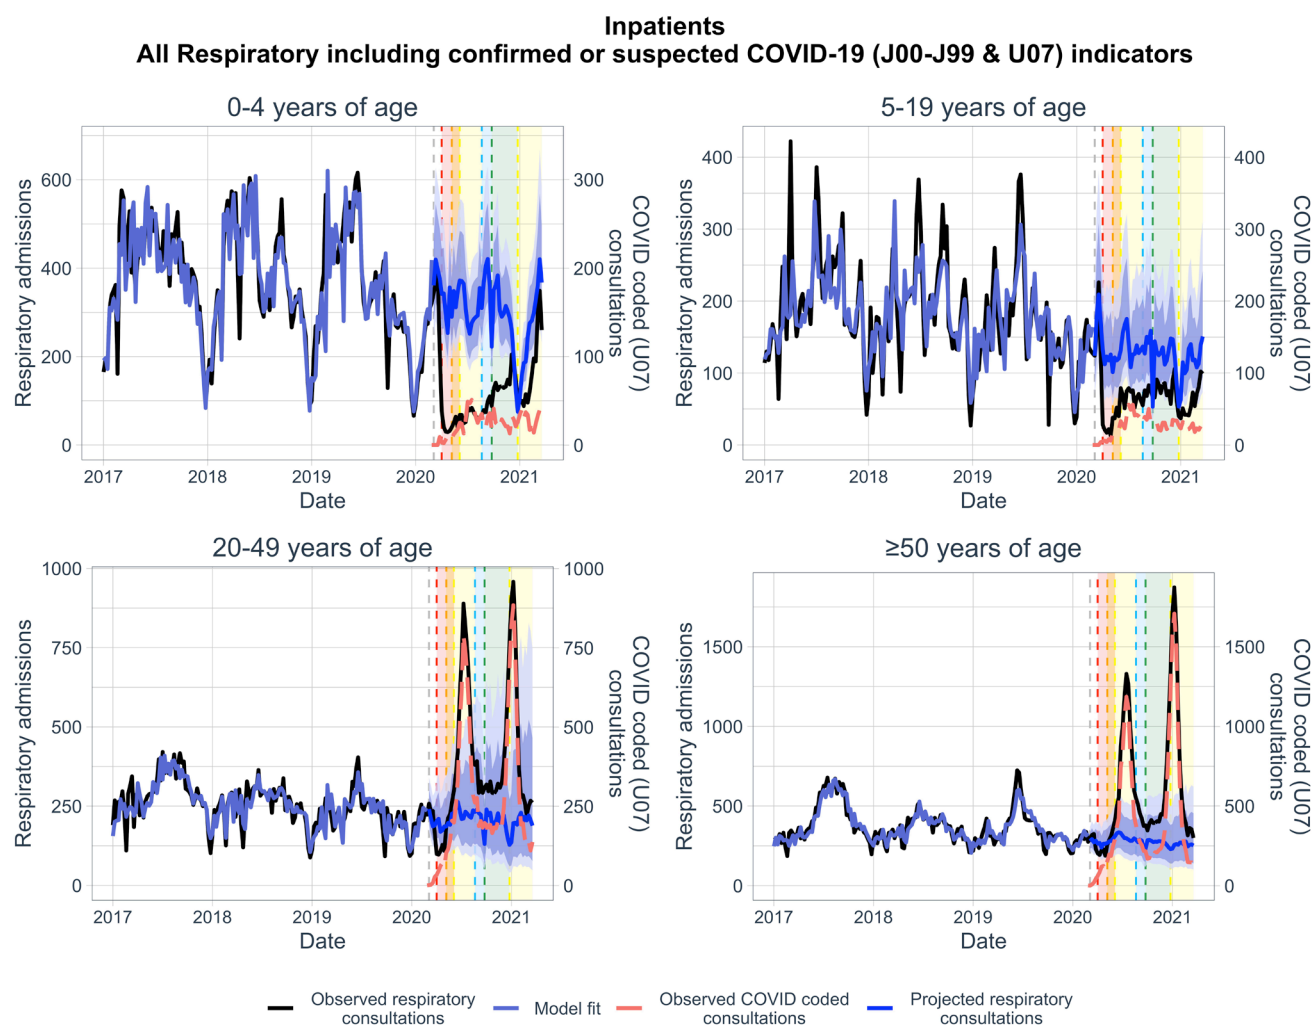 Inpatients
All Respiratory including confirmed or suspected COVID-19 (J00-J99 & U07) indicators
0-4 years of age
Respiratory admissions
600
400
200
0
300
200
100
0
COVID coded (U07)
consultations
2017 2018 2019 2020 2021
Date
5-19 years of age
Respiratory admissions
400
300
200
100
0
400
300
200
100
0
COVID coded (U07)
consultations
2017 2018 2019 2020 2021
Date
20-49 years of age
Respiratory admissions
1000
750
500
250
0
1000
750
500
250
0
COVID coded (U07)
consultations
2017 2018 2019 2020 2021
Date
≥50 years of age
Respiratory admissions
1500
1000
500
0
1500
1000
500
0
COVID coded (U07)
consultations
2017 2018 2019 2020 2021
Date
Observed respiratory
consultations
Model fit
Observed COVID coded
consultations
Projected respiratory
consultations